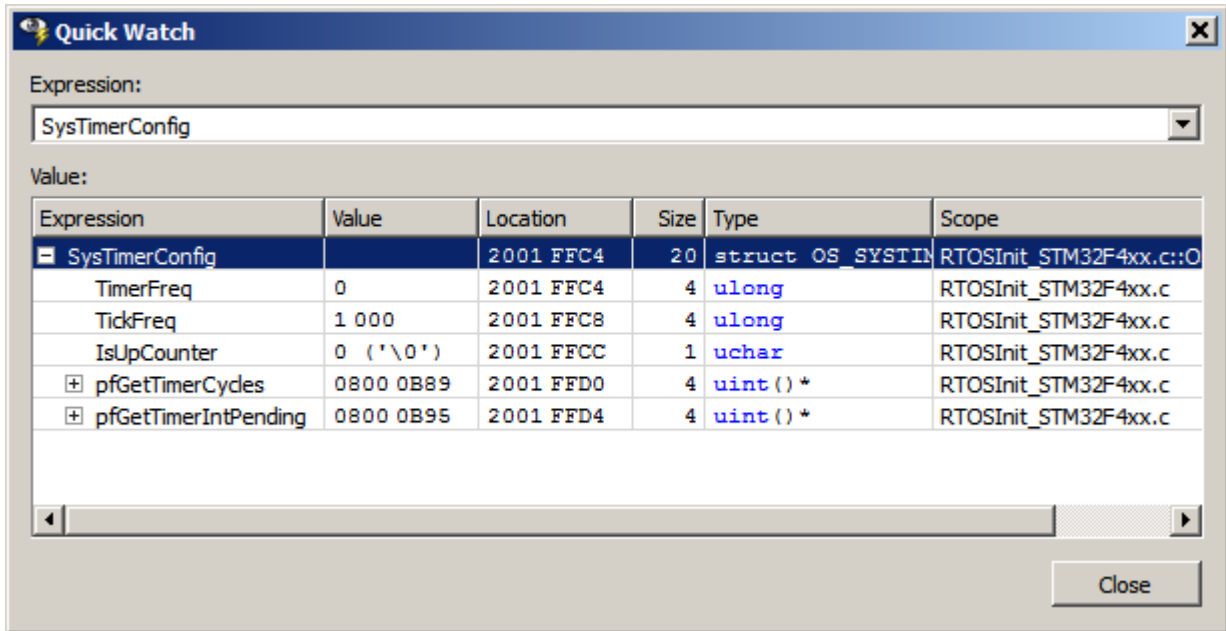 Quick Watch
Expression:
SysTimerConfig
Value:
Expression Value Location Size Type Scope
SysTimerConfig 2001 FFC4 20 struct OS_SYSTIM RTOSInit_STM32F4xx.c::O
TimerFreq 0 2001 FFC4 4 ulong RTOSInit_STM32F4xx.c
TickFreq 1 000 2001 FFC8 4 ulong RTOSInit_STM32F4xx.c
IsUpCounter 0 ('\0') 2001 FFCC 1 uchar RTOSInit_STM32F4xx.c
pfGetTimerCycles 0800 0B89 2001 FFD0 4 uint()* RTOSInit_STM32F4xx.c
pfGetTimerIntPending 0800 0B95 2001 FFD4 4 uint()* RTOSInit_STM32F4xx.c
Close